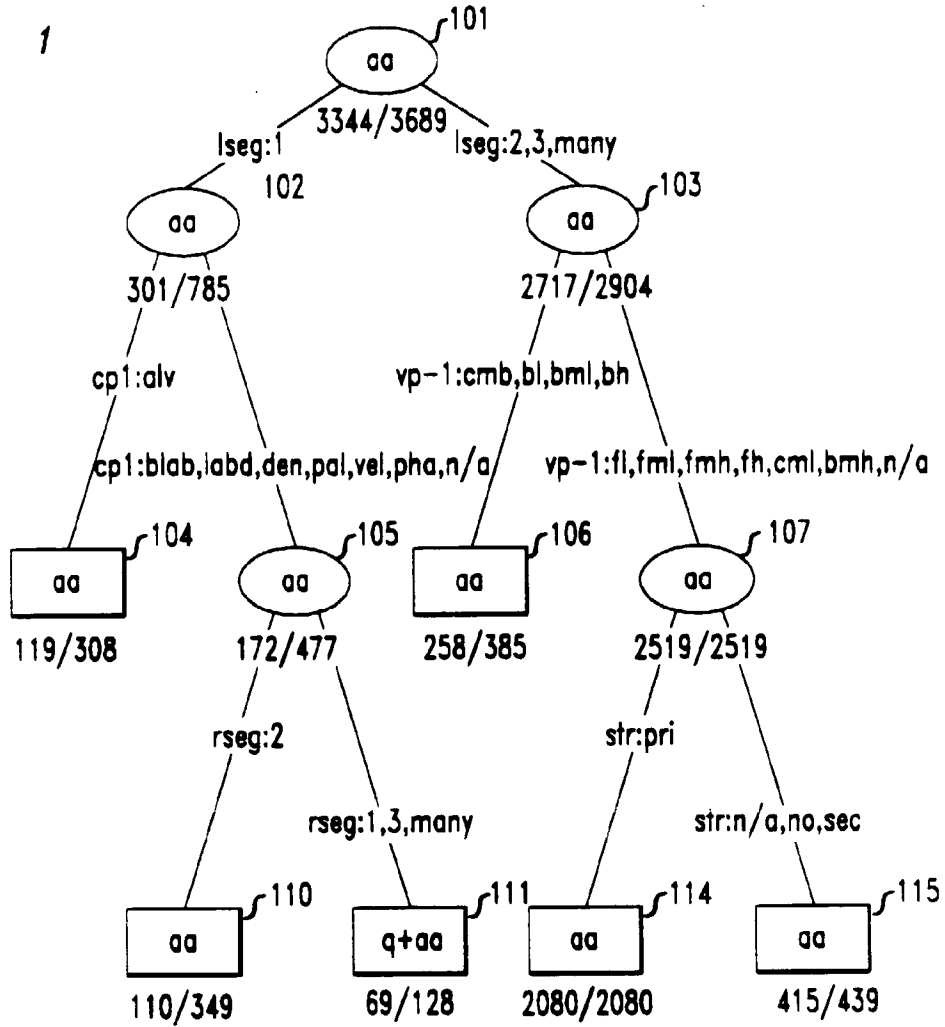 1
101
aa
3344/3689
lseg:1
lseg:2,3,many
102
103
aa
aa
301/785
2717/2904
cp1:alv
vp-1:cmb,bl,bml,bh
cp1:blab,labd,den,pal,vel,pha,n/a
vp-1:fl,fml,fmh,fh,cml,bmh,n/a
104
105
106
107
aa
aa
aa
aa
119/308
172/477
258/385
2519/2519
rseg:2
str:pri
rseg:1,3,many
str:n/a,no,sec
110
111
114
115
aa
q+aa
aa
aa
110/349
69/128
2080/2080
415/439